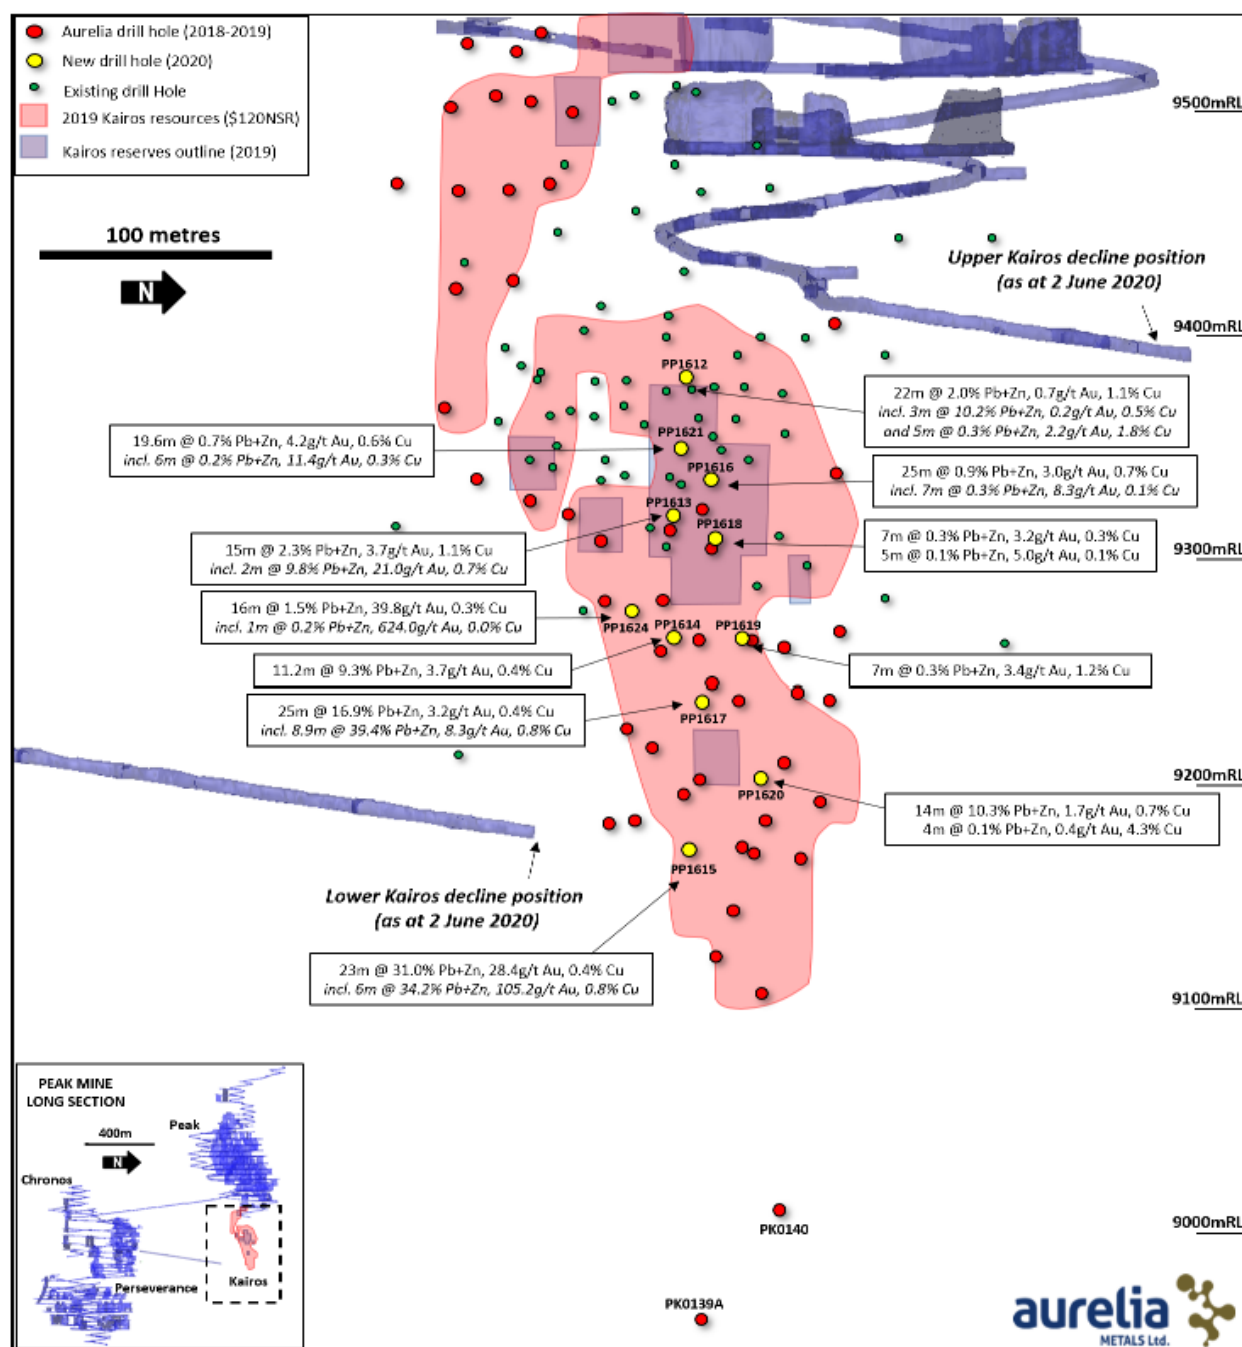 Aurelia drill hole (2018-2019)
New drill hole (2020)
Existing drill Hole
2019 Kairos resources ($120NSR)
Kairos reserves outline (2019)
100 metres
N
9500mRL
Upper Kairos decline position
(as at 2 June 2020)
9400mRL
PP1612
22m @ 2.0% Pb+Zn, 0.7g/t Au, 1.1% Cu
incl. 3m @ 10.2% Pb+Zn, 0.2g/t Au, 0.5% Cu
and 5m @ 0.3% Pb+Zn, 2.2g/t Au, 1.8% Cu
19.6m @ 0.7% Pb+Zn, 4.2g/t Au, 0.6% Cu
incl. 6m @ 0.2% Pb+Zn, 11.4g/t Au, 0.3% Cu
PP1621
PP1616
25m @ 0.9% Pb+Zn, 3.0g/t Au, 0.7% Cu
incl. 7m @ 0.3% Pb+Zn, 8.3g/t Au, 0.1% Cu
PP1613
PP1618
15m @ 2.3% Pb+Zn, 3.7g/t Au, 1.1% Cu
incl. 2m @ 9.8% Pb+Zn, 21.0g/t Au, 0.7% Cu
7m @ 0.3% Pb+Zn, 3.2g/t Au, 0.3% Cu
5m @ 0.1% Pb+Zn, 5.0g/t Au, 0.1% Cu
9300mRL
16m @ 1.5% Pb+Zn, 39.8g/t Au, 0.3% Cu
incl. 1m @ 0.2% Pb+Zn, 624.0g/t Au, 0.0% Cu
PP1624
PP1614
PP1619
11.2m @ 9.3% Pb+Zn, 3.7g/t Au, 0.4% Cu
7m @ 0.3% Pb+Zn, 3.4g/t Au, 1.2% Cu
25m @ 16.9% Pb+Zn, 3.2g/t Au, 0.4% Cu
incl. 8.9m @ 39.4% Pb+Zn, 8.3g/t Au, 0.8% Cu
PP1617
9200mRL
PP1620
14m @ 10.3% Pb+Zn, 1.7g/t Au, 0.7% Cu
4m @ 0.1% Pb+Zn, 0.4g/t Au, 4.3% Cu
PP1615
Lower Kairos decline position
(as at 2 June 2020)
23m @ 31.0% Pb+Zn, 28.4g/t Au, 0.4% Cu
incl. 6m @ 34.2% Pb+Zn, 105.2g/t Au, 0.8% Cu
9100mRL
PEAK MINE
LONG SECTION
Peak
400m
N
Chronos
Perseverance
Kairos
PK0140
9000mRL
PK0139A
aurelia
METALS Ltd.